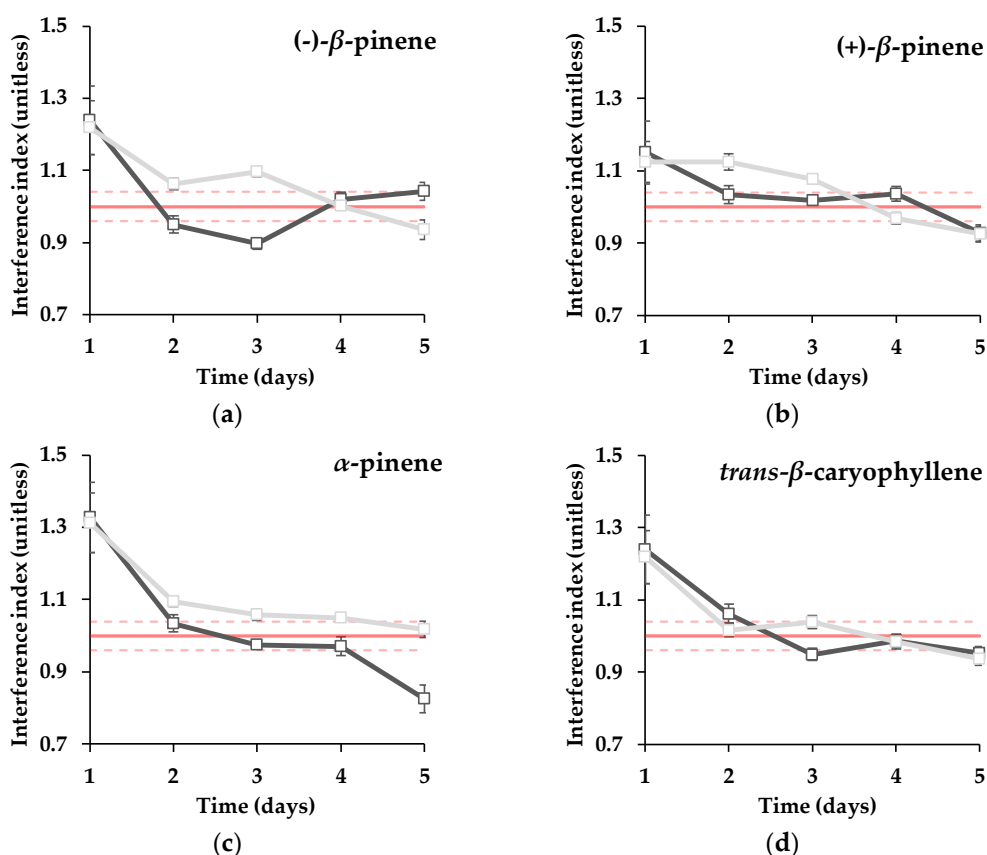 (-)-β-pinene
Interference index (unitless)
1.5
1.3
1.1
0.9
0.7
1 2 3 4 5
Time (days)
(a)
(+)-β-pinene
Interference index (unitless)
1.5
1.3
1.1
0.9
0.7
1 2 3 4 5
Time (days)
(b)
α-pinene
Interference index (unitless)
1.5
1.3
1.1
0.9
0.7
1 2 3 4 5
Time (days)
(c)
trans-β-caryophyllene
Interference index (unitless)
1.5
1.3
1.1
0.9
0.7
1 2 3 4 5
Time (days)
(d)